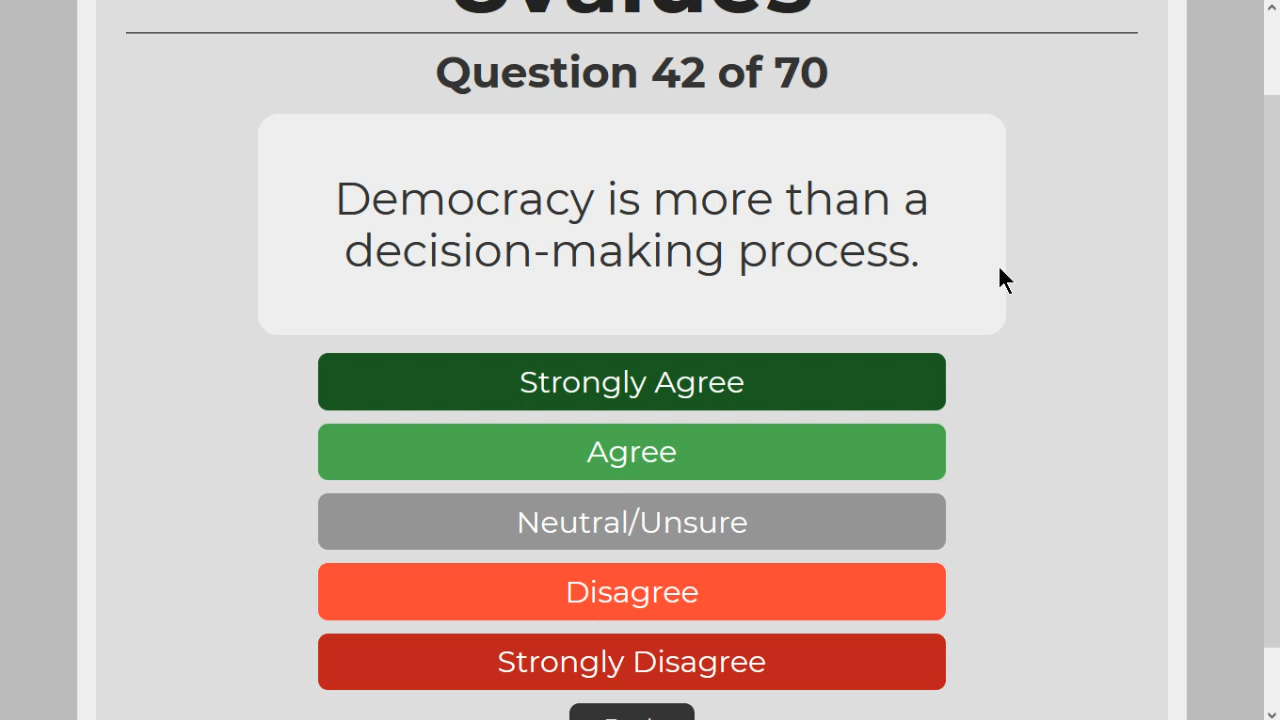 Question 42 of 70
Democracy is more than a
decision-making process.
Strongly Agree
Agree
Neutral/Unsure
Disagree
Strongly Disagree